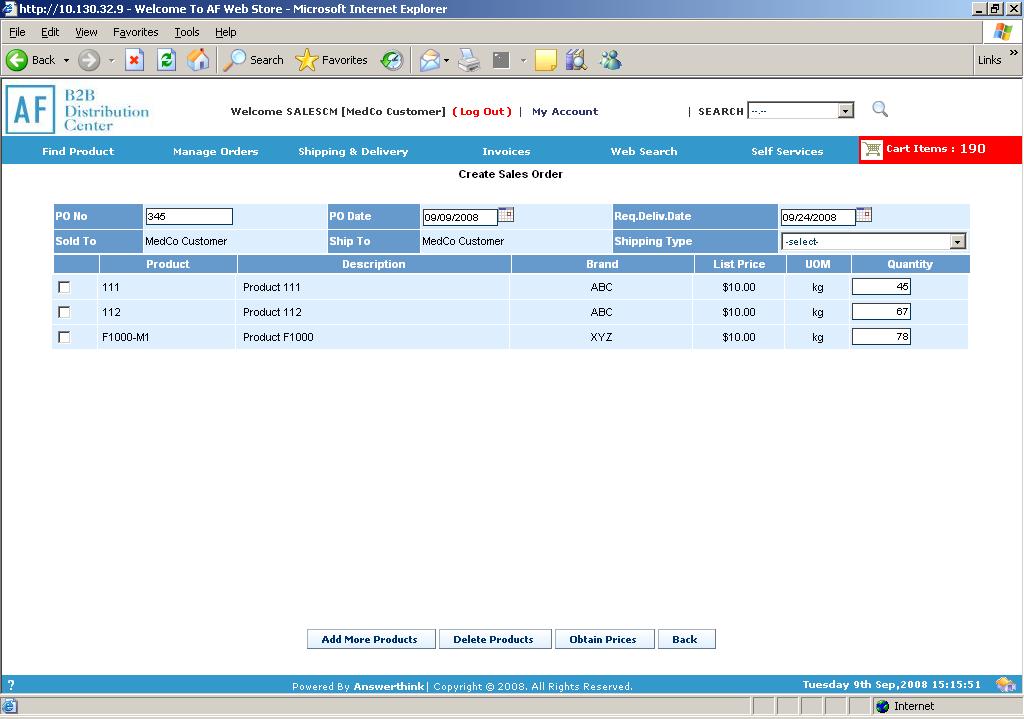 http://10.130.32.9 - Welcome To AF Web Store - Microsoft Internet Explorer
File Edit View Favorites Tools Help
Back Search Favorites Links »
AF B2B Distribution Center
Welcome SALESCM [MedCo Customer] ( Log Out ) | My Account | SEARCH --.--
Find Product Manage Orders Shipping & Delivery Invoices Web Search Self Services Cart Items : 190
Create Sales Order
PO No 345 PO Date 09/09/2008 Req.Deliv.Date 09/24/2008
Sold To MedCo Customer Ship To MedCo Customer Shipping Type -select-
Product Description Brand List Price UOM Quantity
111 Product 111 ABC $10.00 kg 45
112 Product 112 ABC $10.00 kg 67
F1000-M1 Product F1000 XYZ $10.00 kg 78
Add More Products Delete Products Obtain Prices Back
? Powered By Answerthink| Copyright © 2008. All Rights Reserved. Tuesday 9th Sep,2008 15:15:51
Internet